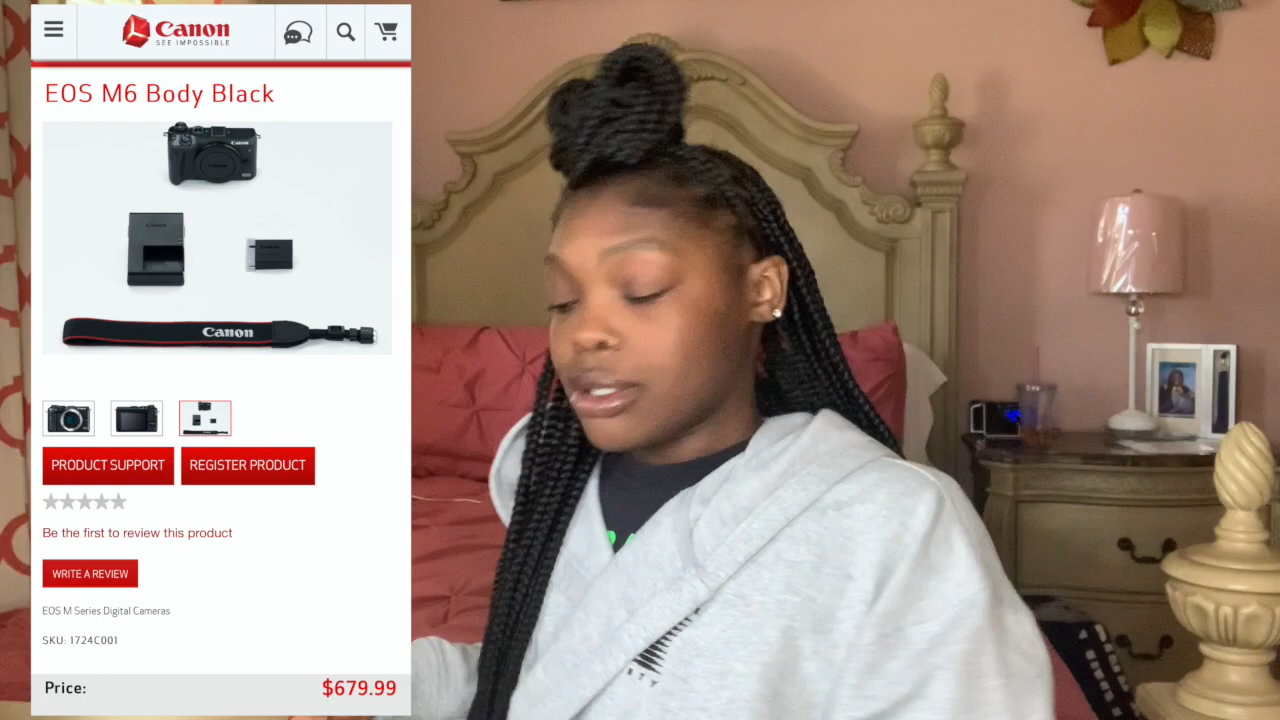 Canon
SEE IMPOSSIBLE
EOS M6 Body Black
Canon
Canon
PRODUCT SUPPORT
REGISTER PRODUCT
Be the first to review this product
WRITE A REVIEW
EOS M Series Digital Cameras
SKU: 1724C001
Price:
$679.99